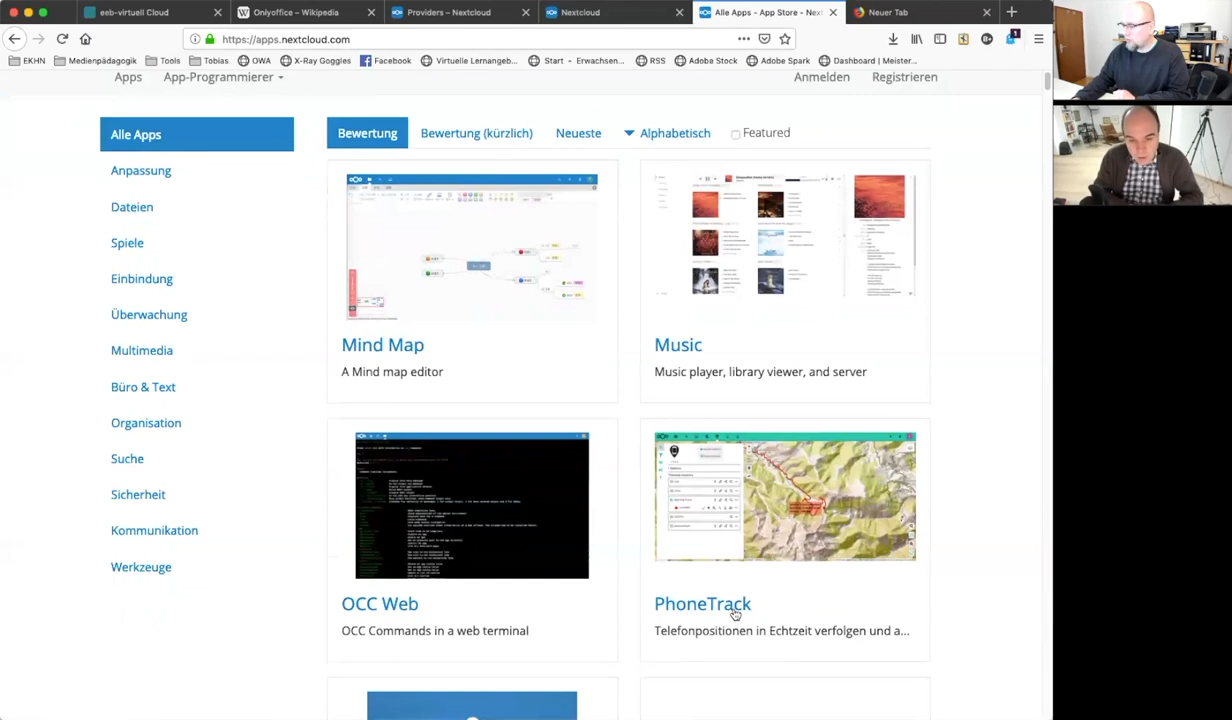 eeb-virtuell Cloud
Onlyoffice – Wikipedia
Providers – Nextcloud
Nextcloud
All Apps - App Store - Nex
Neuer Tab
https://apps.nextcloud.com
EKHN
Medienpädagogik
Tools
Tobias
OWA
X-Ray Goggles
Facebook
Virtuelle Lernangeb…
Start - Erwachsen…
RSS
Adobe Stock
Adobe Spark
Dashboard | Meister…
Apps
App-Programmierer
Anmelden
Registrieren
Alle Apps
Anpassung
Dateien
Spiele
Einbindung
Überwachung
Multimedia
Büro & Text
Organisation
Suche
Sicherheit
Kommunikation
Werkzeuge
Bewertung
Bewertung (kürzlich)
Neueste
Alphabetisch
Featured
Mind Map
A Mind map editor
Music
Music player, library viewer, and server
OCC Web
OCC Commands in a web terminal
PhoneTrack
Telefonpositionen in Echtzeit verfolgen und a...